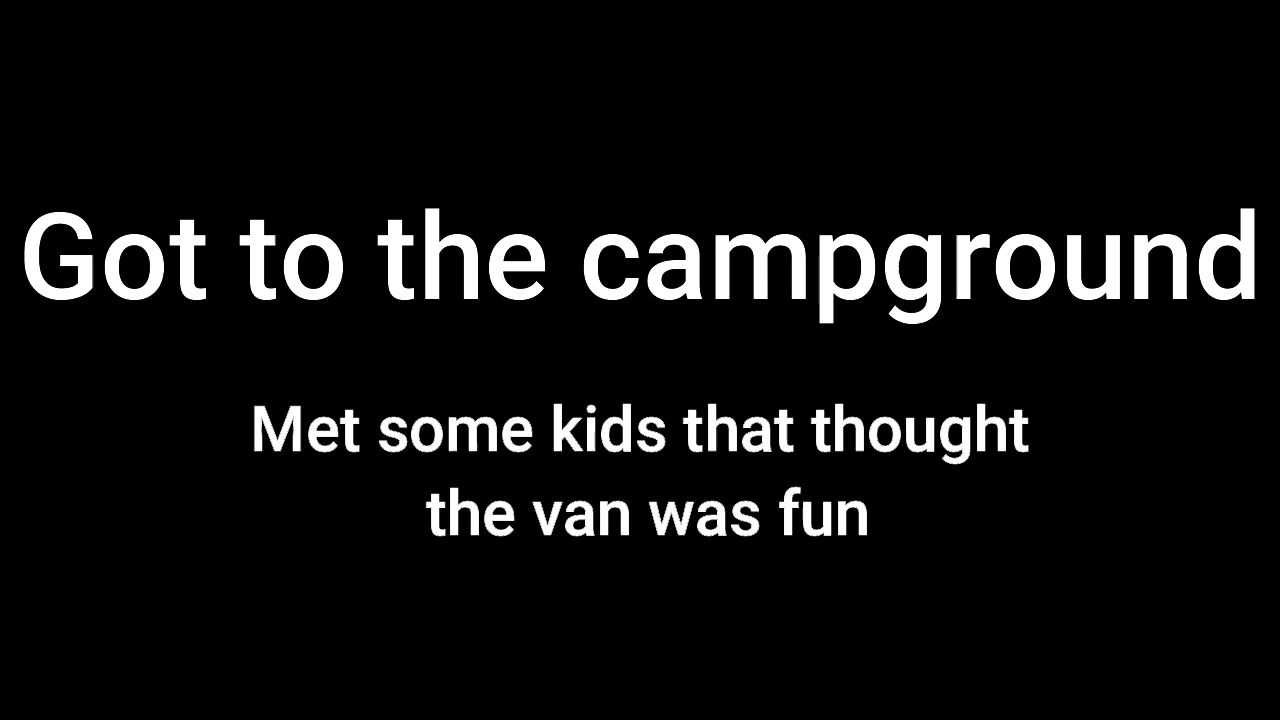 Got to the campground
Met some kids that thought
the van was fun